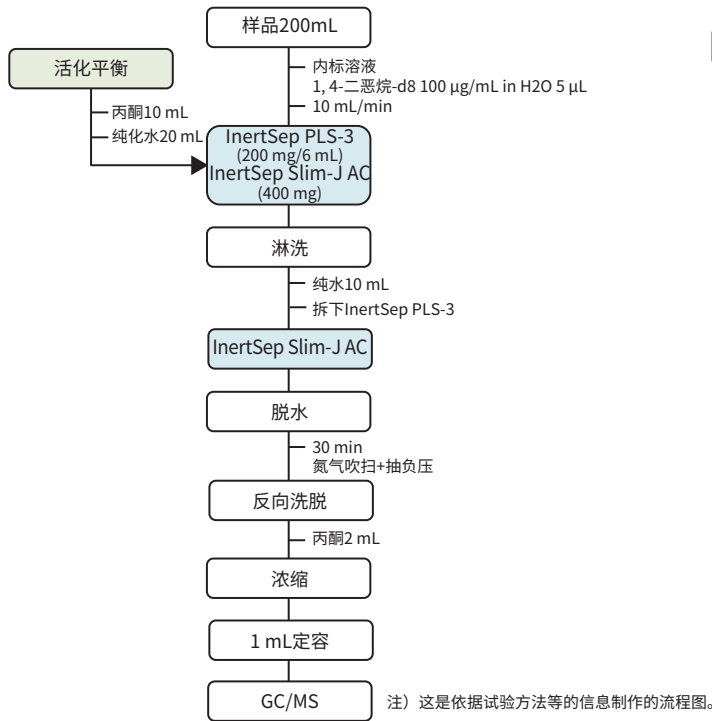 样品200mL
内标溶液
1, 4-二恶烷-d8 100 μg/mL in H2O 5 μL
10 mL/min
活化平衡
丙酮10 mL
纯化水20 mL
InertSep PLS-3
(200 mg/6 mL)
InertSep Slim-J AC
(400 mg)
淋洗
纯水10 mL
拆下InertSep PLS-3
InertSep Slim-J AC
脱水
30 min
氮气吹扫+抽负压
反向洗脱
丙酮2 mL
浓缩
1 mL定容
GC/MS
注）这是依据试验方法等的信息制作的流程图。